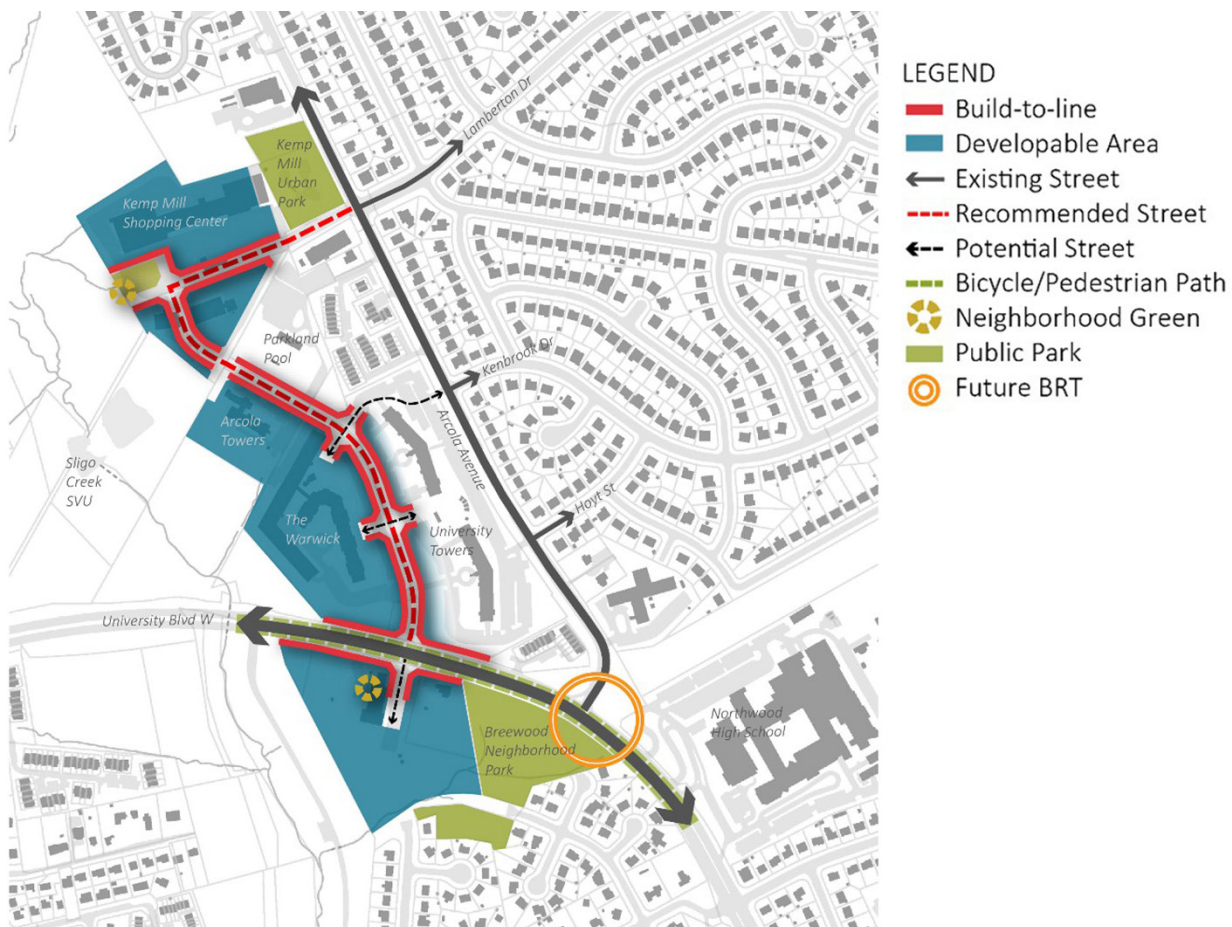 Lamberton Dr
Kemp
Mill
Urban
Park
Kemp Mill
Shopping Center
Parkland
Pool
Kenbrook Dr
Arcola
Towers
Arcola Avenue
Sligo
Creek
SVU
The
Warwick
University
Towers
Hoyt St
University Blvd W
Breewood
Neighborhood
Park
Northwood
High School
LEGEND
Build-to-line
Developable Area
Existing Street
Recommended Street
Potential Street
Bicycle/Pedestrian Path
Neighborhood Green
Public Park
Future BRT